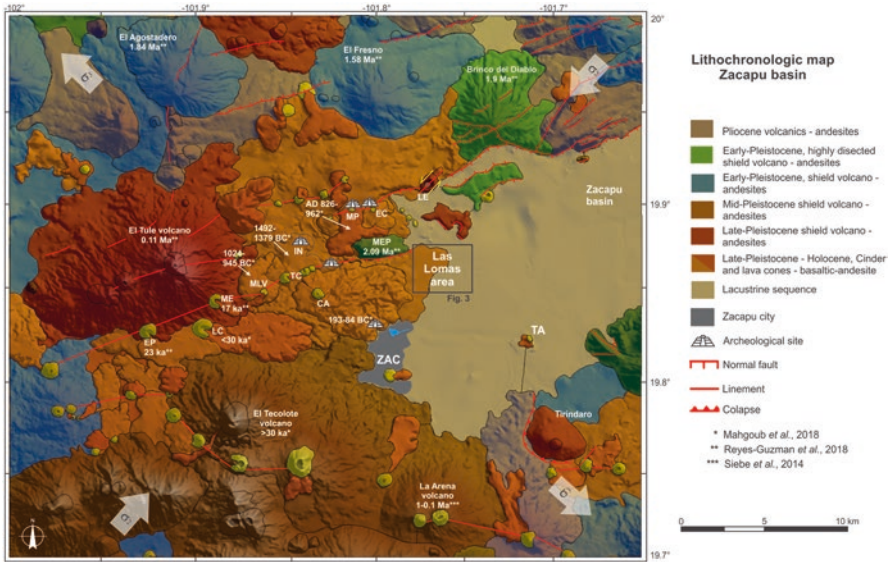 -102°
-101.9°
-101.8°
-101.7°
20°
El Agostadero
1.84 Ma**
El Fresno
1.58 Ma**
Brinco del Diablo
1.9 Ma**
19.9°
LE
AD 826-
962*
MP
EC
Zacapu
basin
El Tule volcano
0.11 Ma**
1492-
1379 BC*
IN
MEP
2.09 Ma**
1024-
945 BC*
Las
Lomas
area
Fig. 3
MLV
TC
CA
ME
17 ka**
193-84 BC*
LC
<30 ka*
EP
23 ka**
TA
ZAC
19.8°
El Tecolote
volcano
>30 ka*
Tirindaro
La Arena
volcano
1-0.1 Ma***
N
19.7°
Lithochronologic map
Zacapu basin
Pliocene volcanics - andesites
Early-Pleistocene, highly disected
shield volcano - andesites
Early-Pleistocene, shield volcano -
andesites
Mid-Pleistocene shield volcano -
andesites
Late-Pleistocene shield volcano -
andesites
Late-Pleistocene - Holocene, Cinder
and lava cones - basaltic-andesite
Lacustrine sequence
Zacapu city
Archeological site
Normal fault
Linement
Colapse
* Mahgoub et al., 2018
** Reyes-Guzman et al., 2018
*** Siebe et al., 2014
0 5 10 km